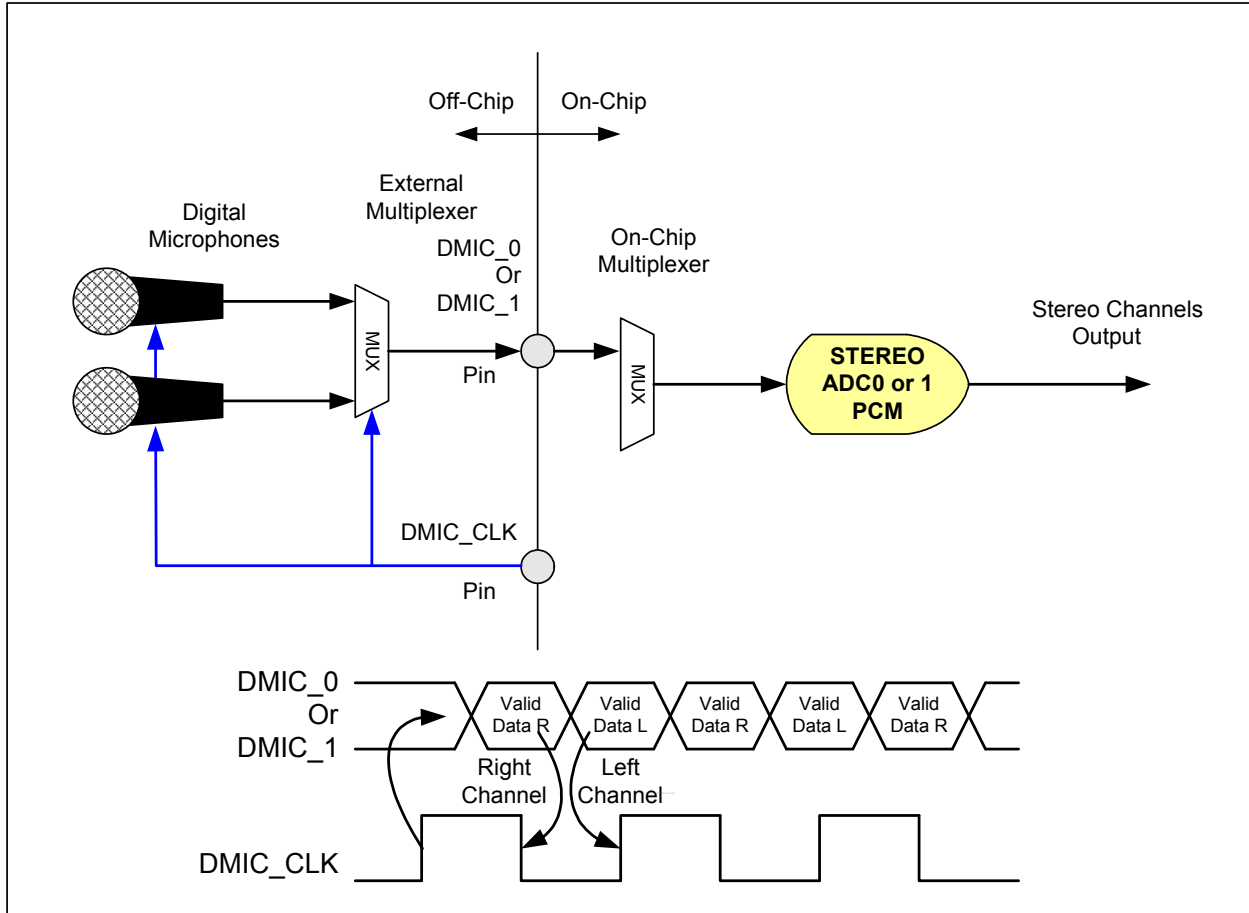 Off-Chip
On-Chip
Digital
Microphones
External
Multiplexer
DMIC_0
Or
DMIC_1
On-Chip
Multiplexer
Stereo Channels
Output
MUX
Pin
MUX
STEREO
ADC0 or 1
PCM
DMIC_CLK
Pin
DMIC_0
Or
DMIC_1
Valid
Data R
Valid
Data L
Valid
Data R
Valid
Data L
Valid
Data R
Right
Channel
Left
Channel
DMIC_CLK